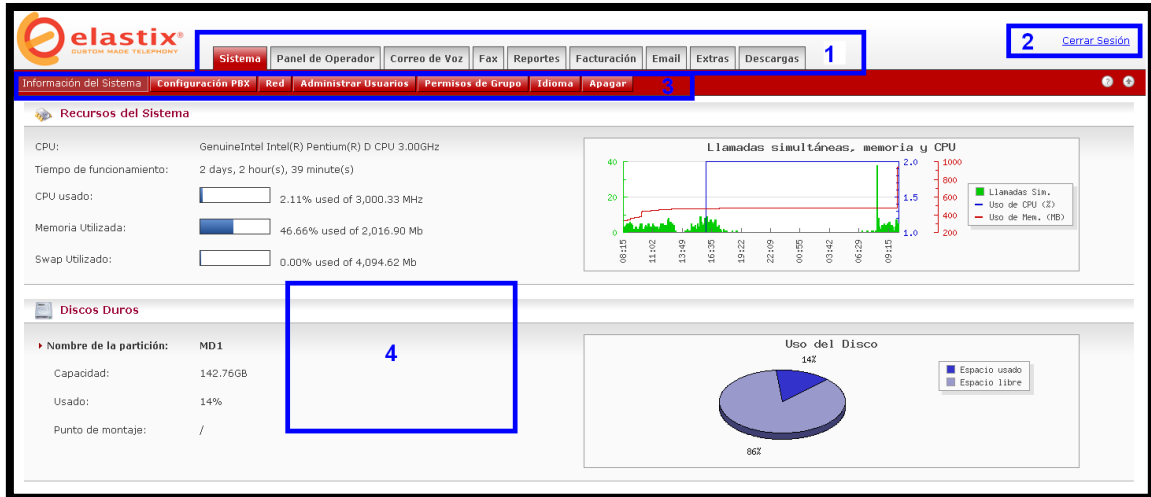 elastix®
CUSTOM MADE TELEPHONY
Sistema Panel de Operador Correo de Voz Fax Reportes Facturación Email Extras Descargas 1
2 Cerrar Sesión
Información del Sistema Configuración PBX Red Administrar Usuarios Permisos de Grupo Idioma Apagar 3
Recursos del Sistema
CPU: GenuineIntel Intel(R) Pentium(R) D CPU 3.00GHz
Tiempo de funcionamiento: 2 days, 2 hour(s), 39 minute(s)
CPU usado: 2.11% used of 3,000.33 MHz
Memoria Utilizada: 46.66% used of 2,016.90 Mb
Swap Utilizado: 0.00% used of 4,094.62 Mb
Llamadas simultáneas, memoria y CPU
40 2.0 1000
800
20 1.5 600
400
0 1.0 200
08:15 11:02 13:49 16:35 19:22 22:09 00:55 03:42 06:29 09:15
Llamadas Sim.
Uso de CPU (%)
Uso de Mem. (MB)
Discos Duros
Nombre de la partición: MD1
Capacidad: 142.76GB
Usado: 14%
Punto de montaje: /
4
Uso del Disco
14%
86%
Espacio usado
Espacio libre